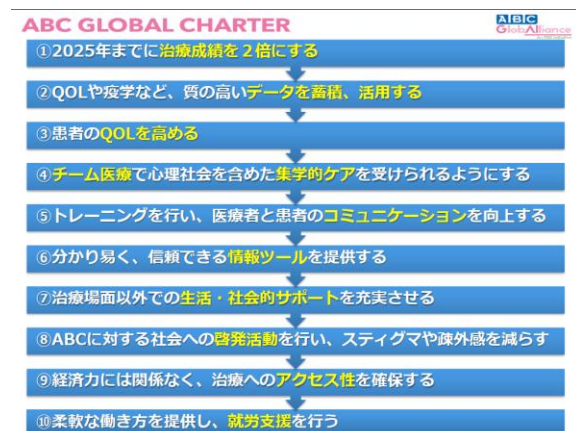 ABC GLOBAL CHARTER
ABC
GlobAlliance
①2025年までに治療成績を２倍にする
②QOLや疫学など、質の高いデータを蓄積、活用する
③患者のQOLを高める
④チーム医療で心理社会を含めた集学的ケアを受けられるようにする
⑤トレーニングを行い、医療者と患者のコミュニケーションを向上する
⑥分かり易く、信頼できる情報ツールを提供する
⑦治療場面以外での生活・社会的サポートを充実させる
⑧ABCに対する社会への啓発活動を行い、スティグマや疎外感を減らす
⑨経済力には関係なく、治療へのアクセス性を確保する
⑩柔軟な働き方を提供し、就労支援を行う